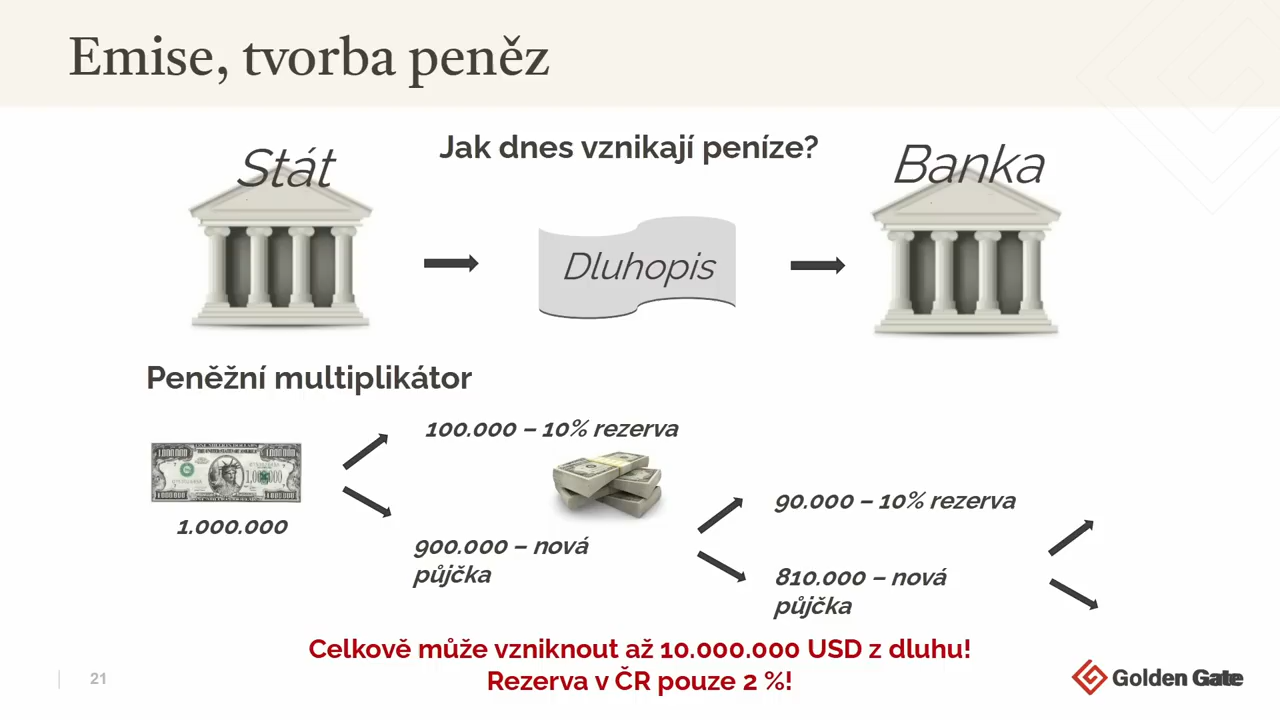 Emise, tvorba peněz
Jak dnes vznikají peníze?
Stát
Banka
Dluhopis
Peněžní multiplikátor
100.000 – 10% rezerva
1.000.000
900.000 – nová
půjčka
90.000 – 10% rezerva
810.000 – nová
půjčka
Celkově může vzniknout až 10.000.000 USD z dluhu!
Rezerva v ČR pouze 2 %!
21
Golden Gate